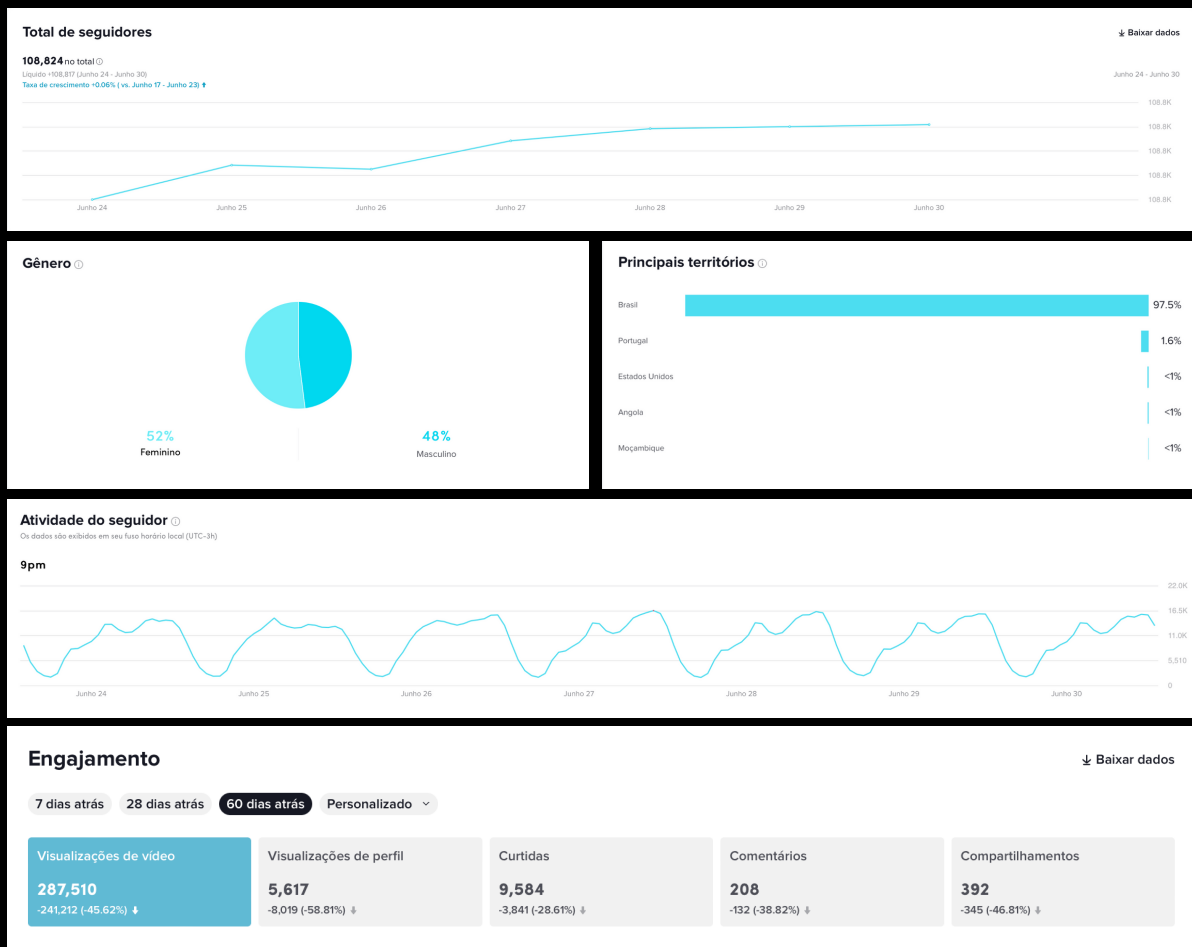 Total de seguidores
Baixar dados
108,824 no total
Líquido +108,817 (Junho 24 - Junho 30)
Junho 24 - Junho 30
Taxa de crescimento +0.06% ( vs. Junho 17 - Junho 23)
108.8K
108.8K
108.8K
108.8K
108.8K
Junho 24 Junho 25 Junho 26 Junho 27 Junho 28 Junho 29 Junho 30
Gênero
52% 48%
Feminino Masculino
Principais territórios
Brasil 97.5%
Portugal 1.6%
Estados Unidos <1%
Angola <1%
Moçambique <1%
Atividade do seguidor
Os dados são exibidos em seu fuso horário local (UTC-3h)
9pm
22.0K
16.5K
11.0K
5,510
0
Junho 24 Junho 25 Junho 26 Junho 27 Junho 28 Junho 29 Junho 30
Engajamento
Baixar dados
7 dias atrás 28 dias atrás 60 dias atrás Personalizado
Visualizações de vídeo Visualizações de perfil Curtidas Comentários Compartilhamentos
287,510 5,617 9,584 208 392
-241,212 (-45.62%) -8,019 (-58.81%) -3,841 (-28.61%) -132 (-38.82%) -345 (-46.81%)